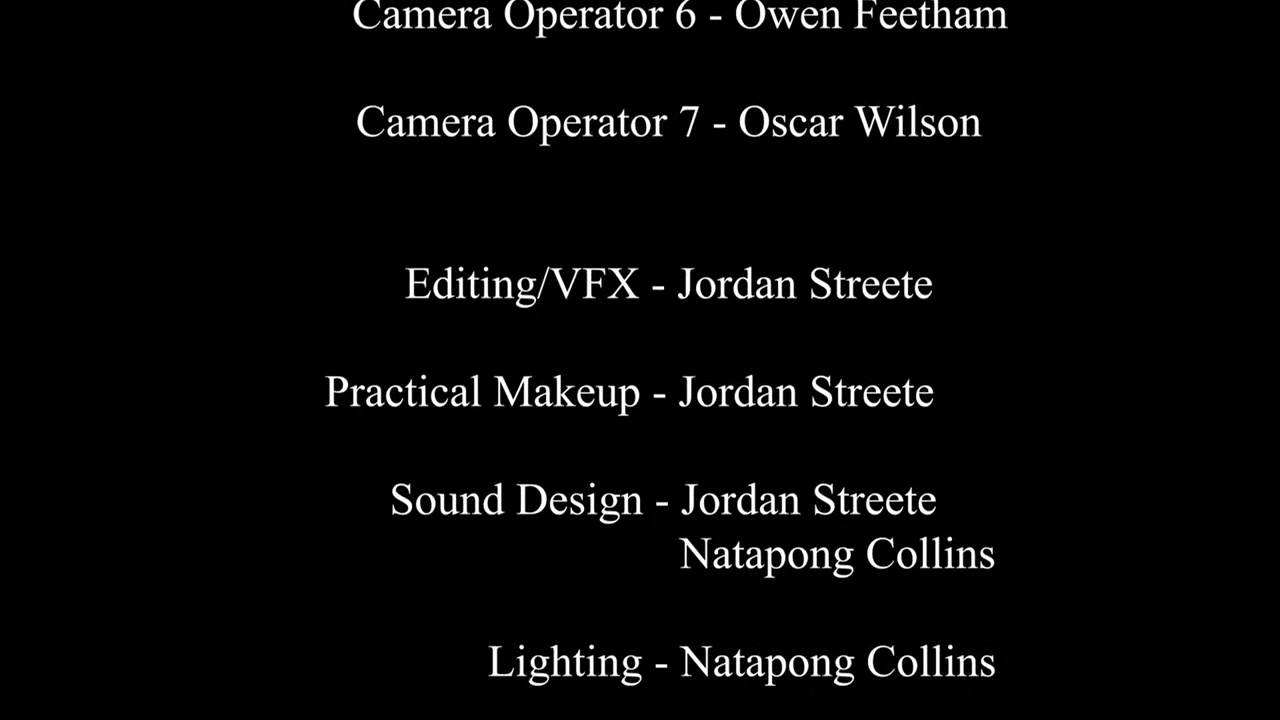 Camera Operator 6 - Owen Feetham
Camera Operator 7 - Oscar Wilson
Editing/VFX - Jordan Streete
Practical Makeup - Jordan Streete
Sound Design - Jordan Streete
Natapong Collins
Lighting - Natapong Collins